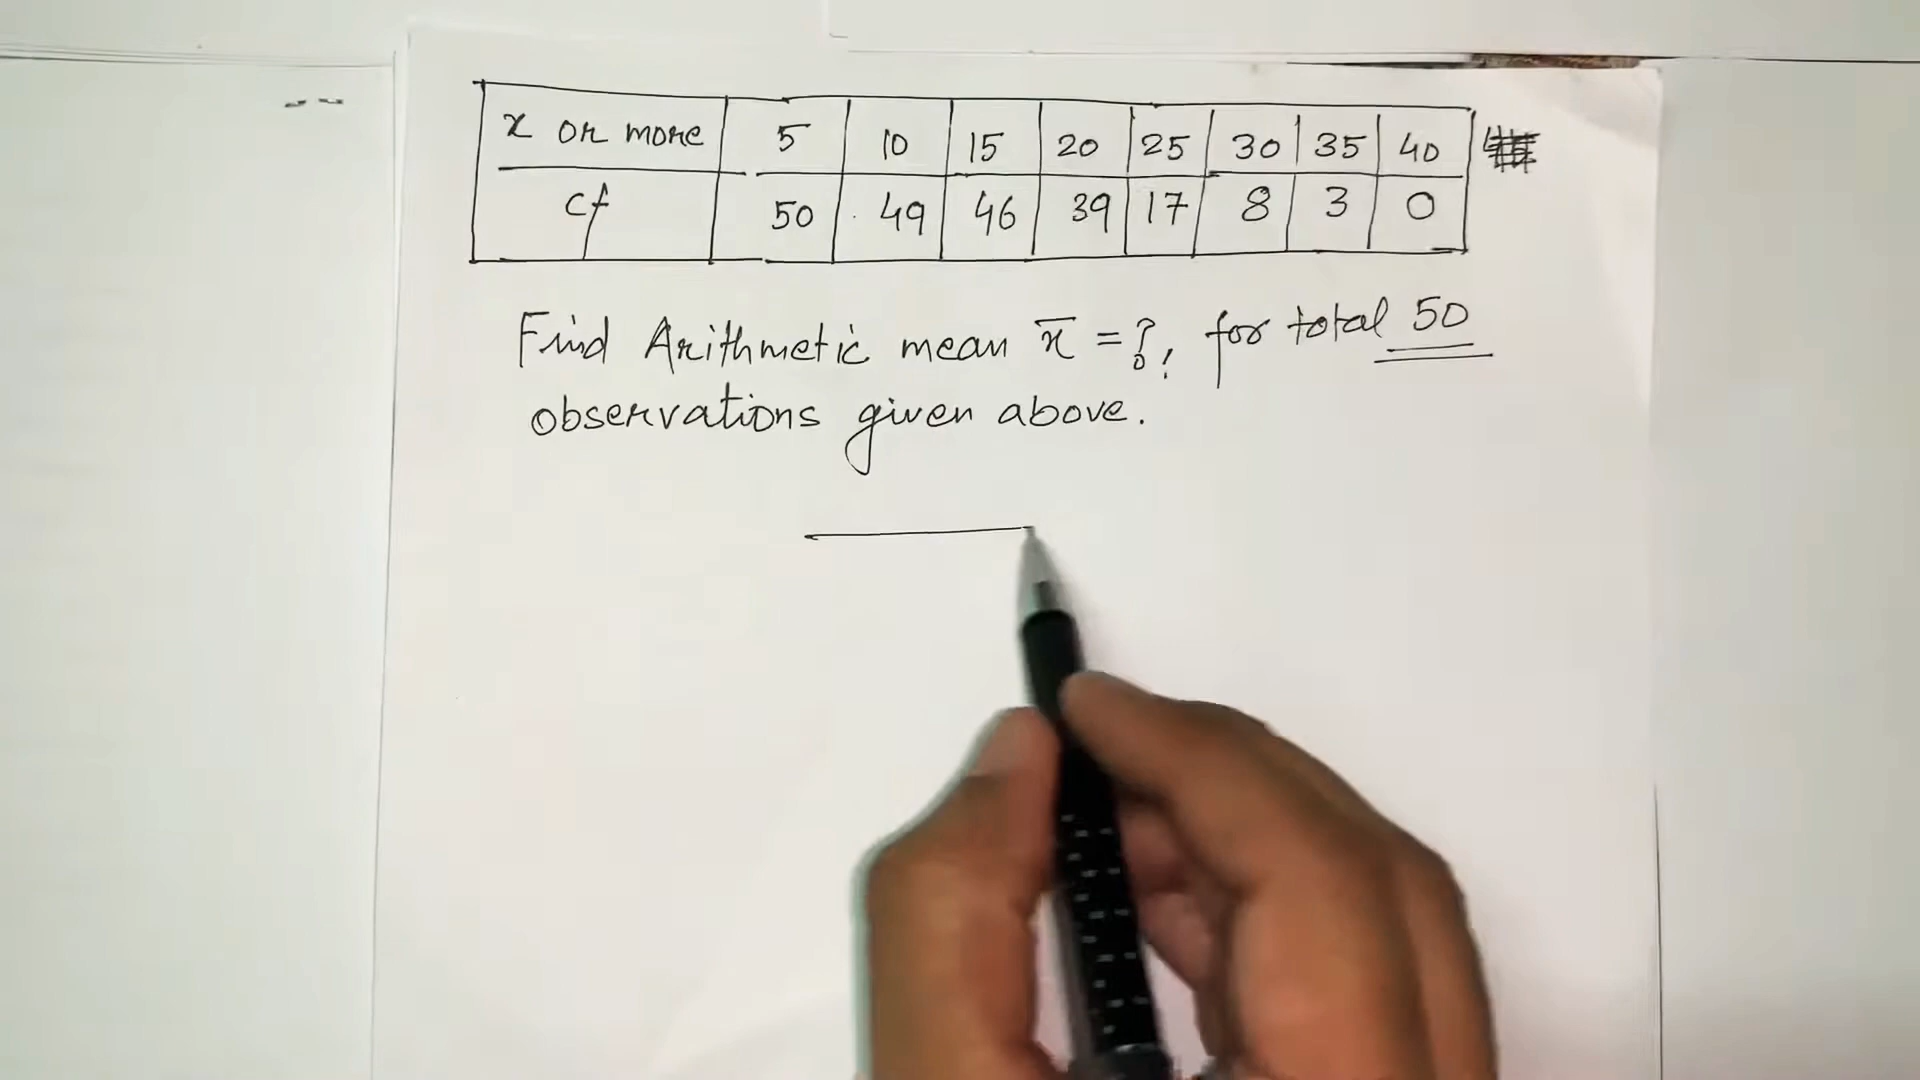 x or more 5 10 15 20 25 30 35 40
cf 50 49 46 39 17 8 3 0
Find Arithmetic mean x̄ = ?, for total 50
observations given above.